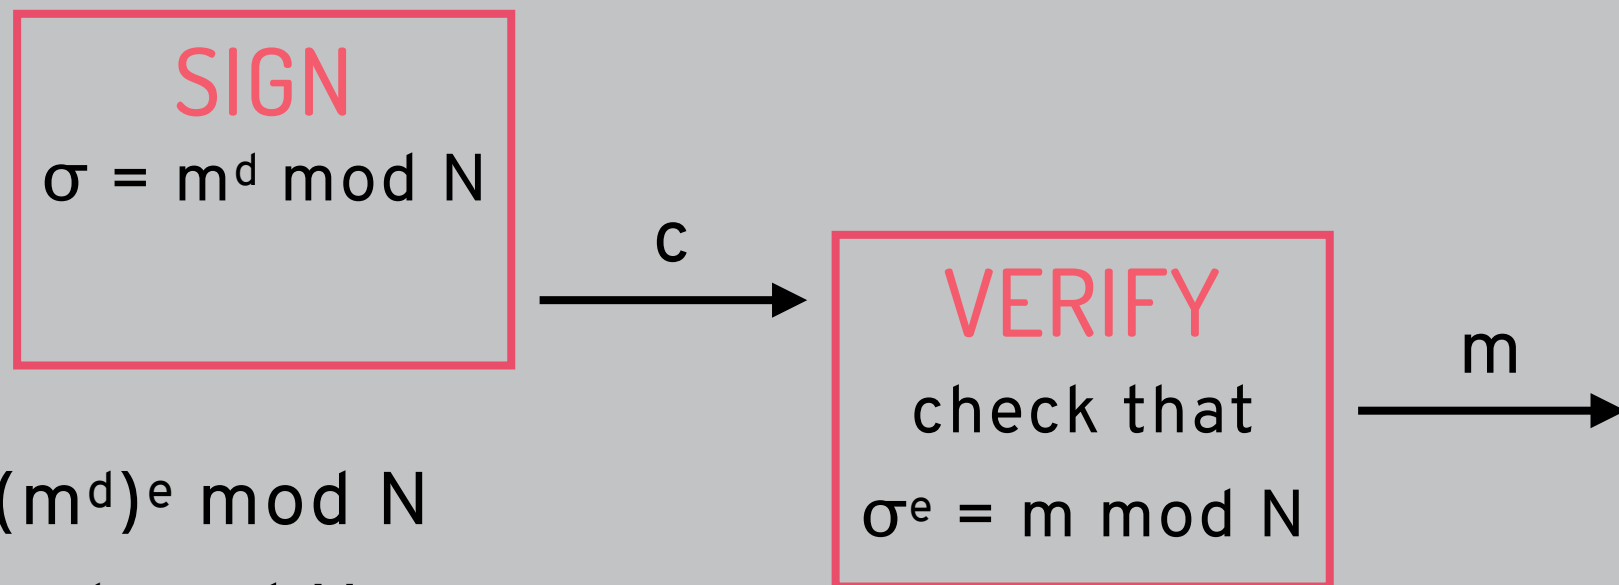 SIGN
σ = mᵈ mod N
c
VERIFY
check that
σᵉ = m mod N
m
(mᵈ)ᵉ mod N